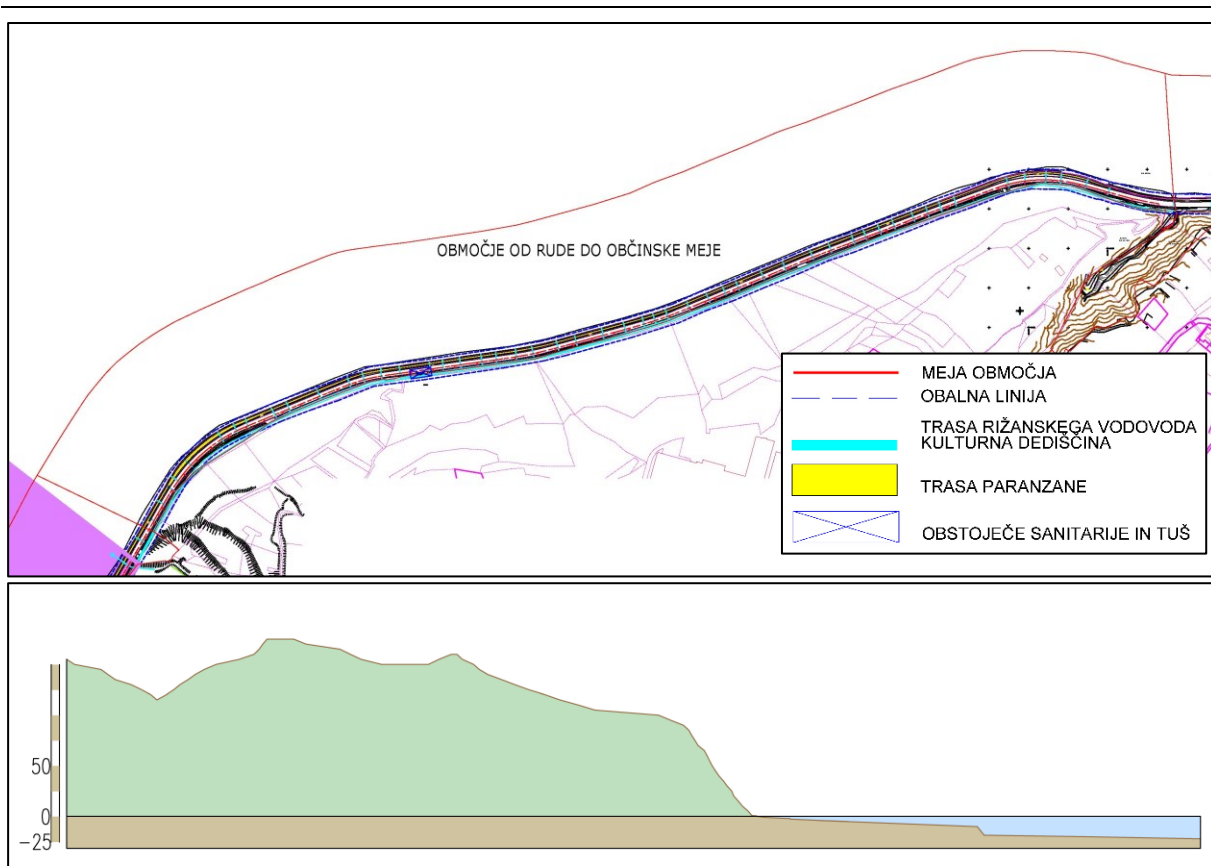 OBMOČJE OD RUDE DO OBČINSKE MEJE
MEJA OBMOČJA
OBALNA LINIJA
TRASA RIŽANSKEGA VODOVODA
KULTURNA DEDIŠČINA
TRASA PARANZANE
OBSTOJEČE SANITARIJE IN TUŠ
50
0
-25